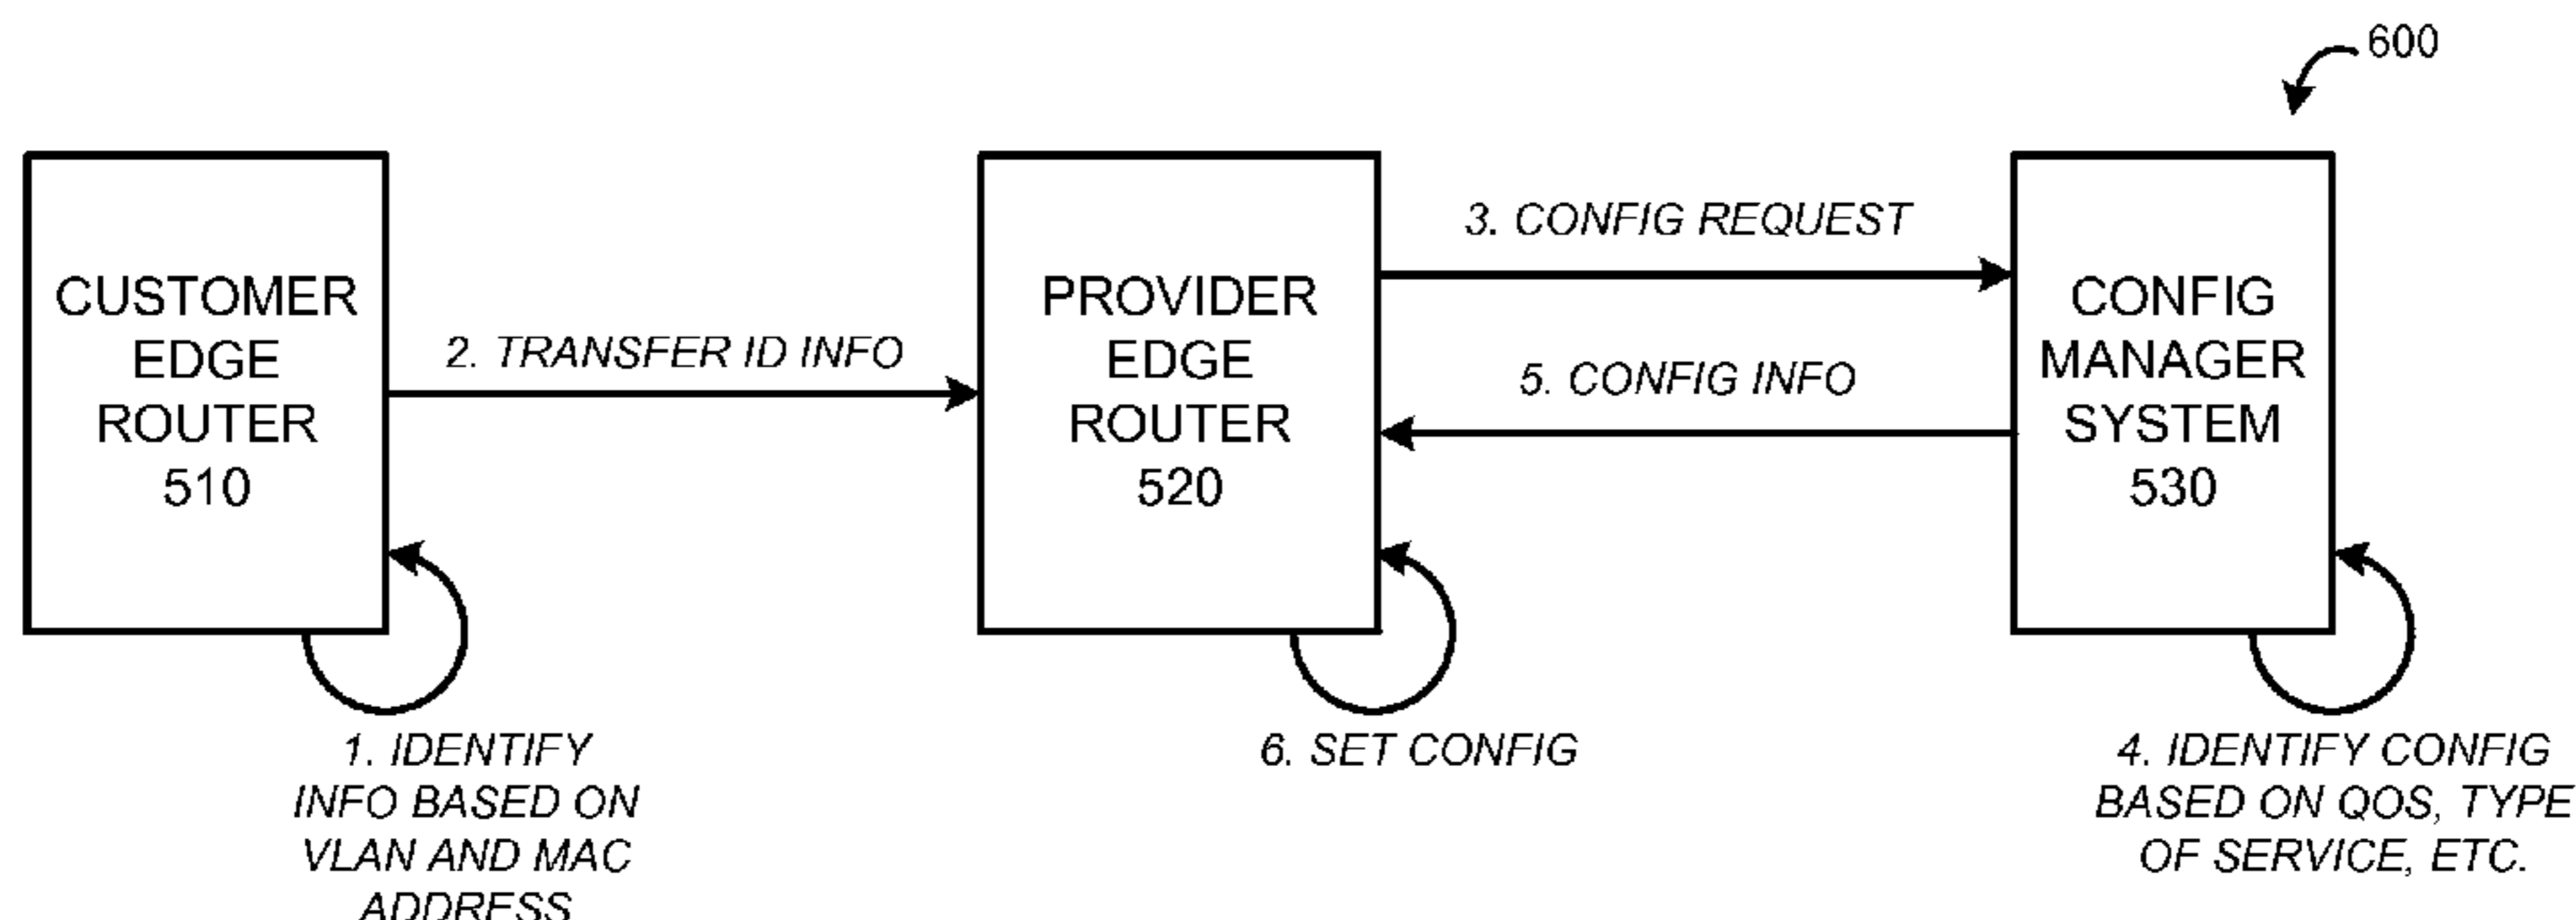 600
CUSTOMER
EDGE
ROUTER
510
2. TRANSFER ID INFO
PROVIDER
EDGE
ROUTER
520
3. CONFIG REQUEST
5. CONFIG INFO
CONFIG
MANAGER
SYSTEM
530
1. IDENTIFY
INFO BASED ON
VLAN AND MAC
ADDRESS
6. SET CONFIG
4. IDENTIFY CONFIG
BASED ON QOS, TYPE
OF SERVICE, ETC.